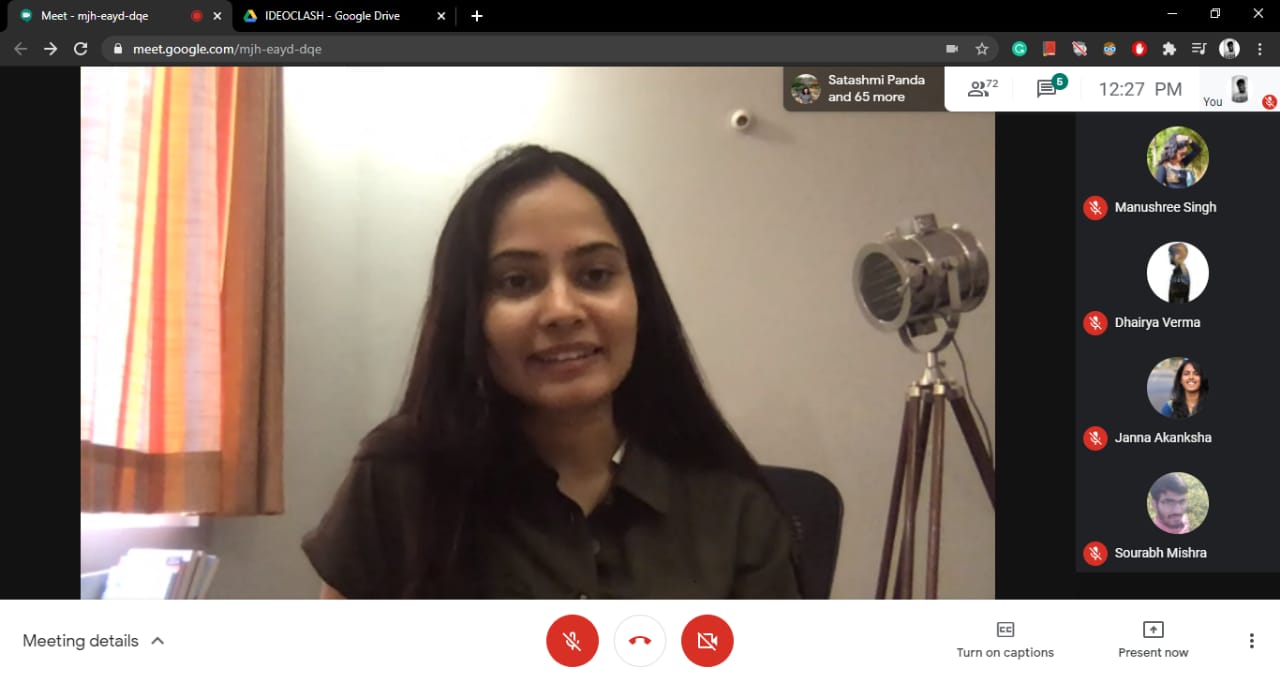 Meet - mjh-eayd-dqe
IDEOCLASH - Google Drive
meet.google.com/mjh-eayd-dqe
Satashmi Panda
and 65 more
72
5
12:27 PM
You
Manushree Singh
Dhairya Verma
Janna Akanksha
Sourabh Mishra
Meeting details
CC
Turn on captions
Present now